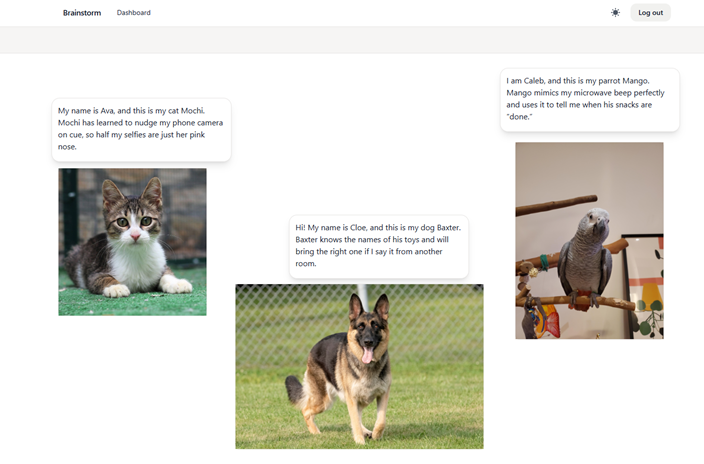 Brainstorm
Dashboard
Log out
My name is Ava, and this is my cat Mochi.
Mochi has learned to nudge my phone camera
on cue, so half my selfies are just her pink
nose.
Hi! My name is Cloe, and this is my dog Baxter.
Baxter knows the names of his toys and will
bring the right one if I say it from another
room.
I am Caleb, and this is my parrot Mango.
Mango mimics my microwave beep perfectly
and uses it to tell me when his snacks are
“done.”